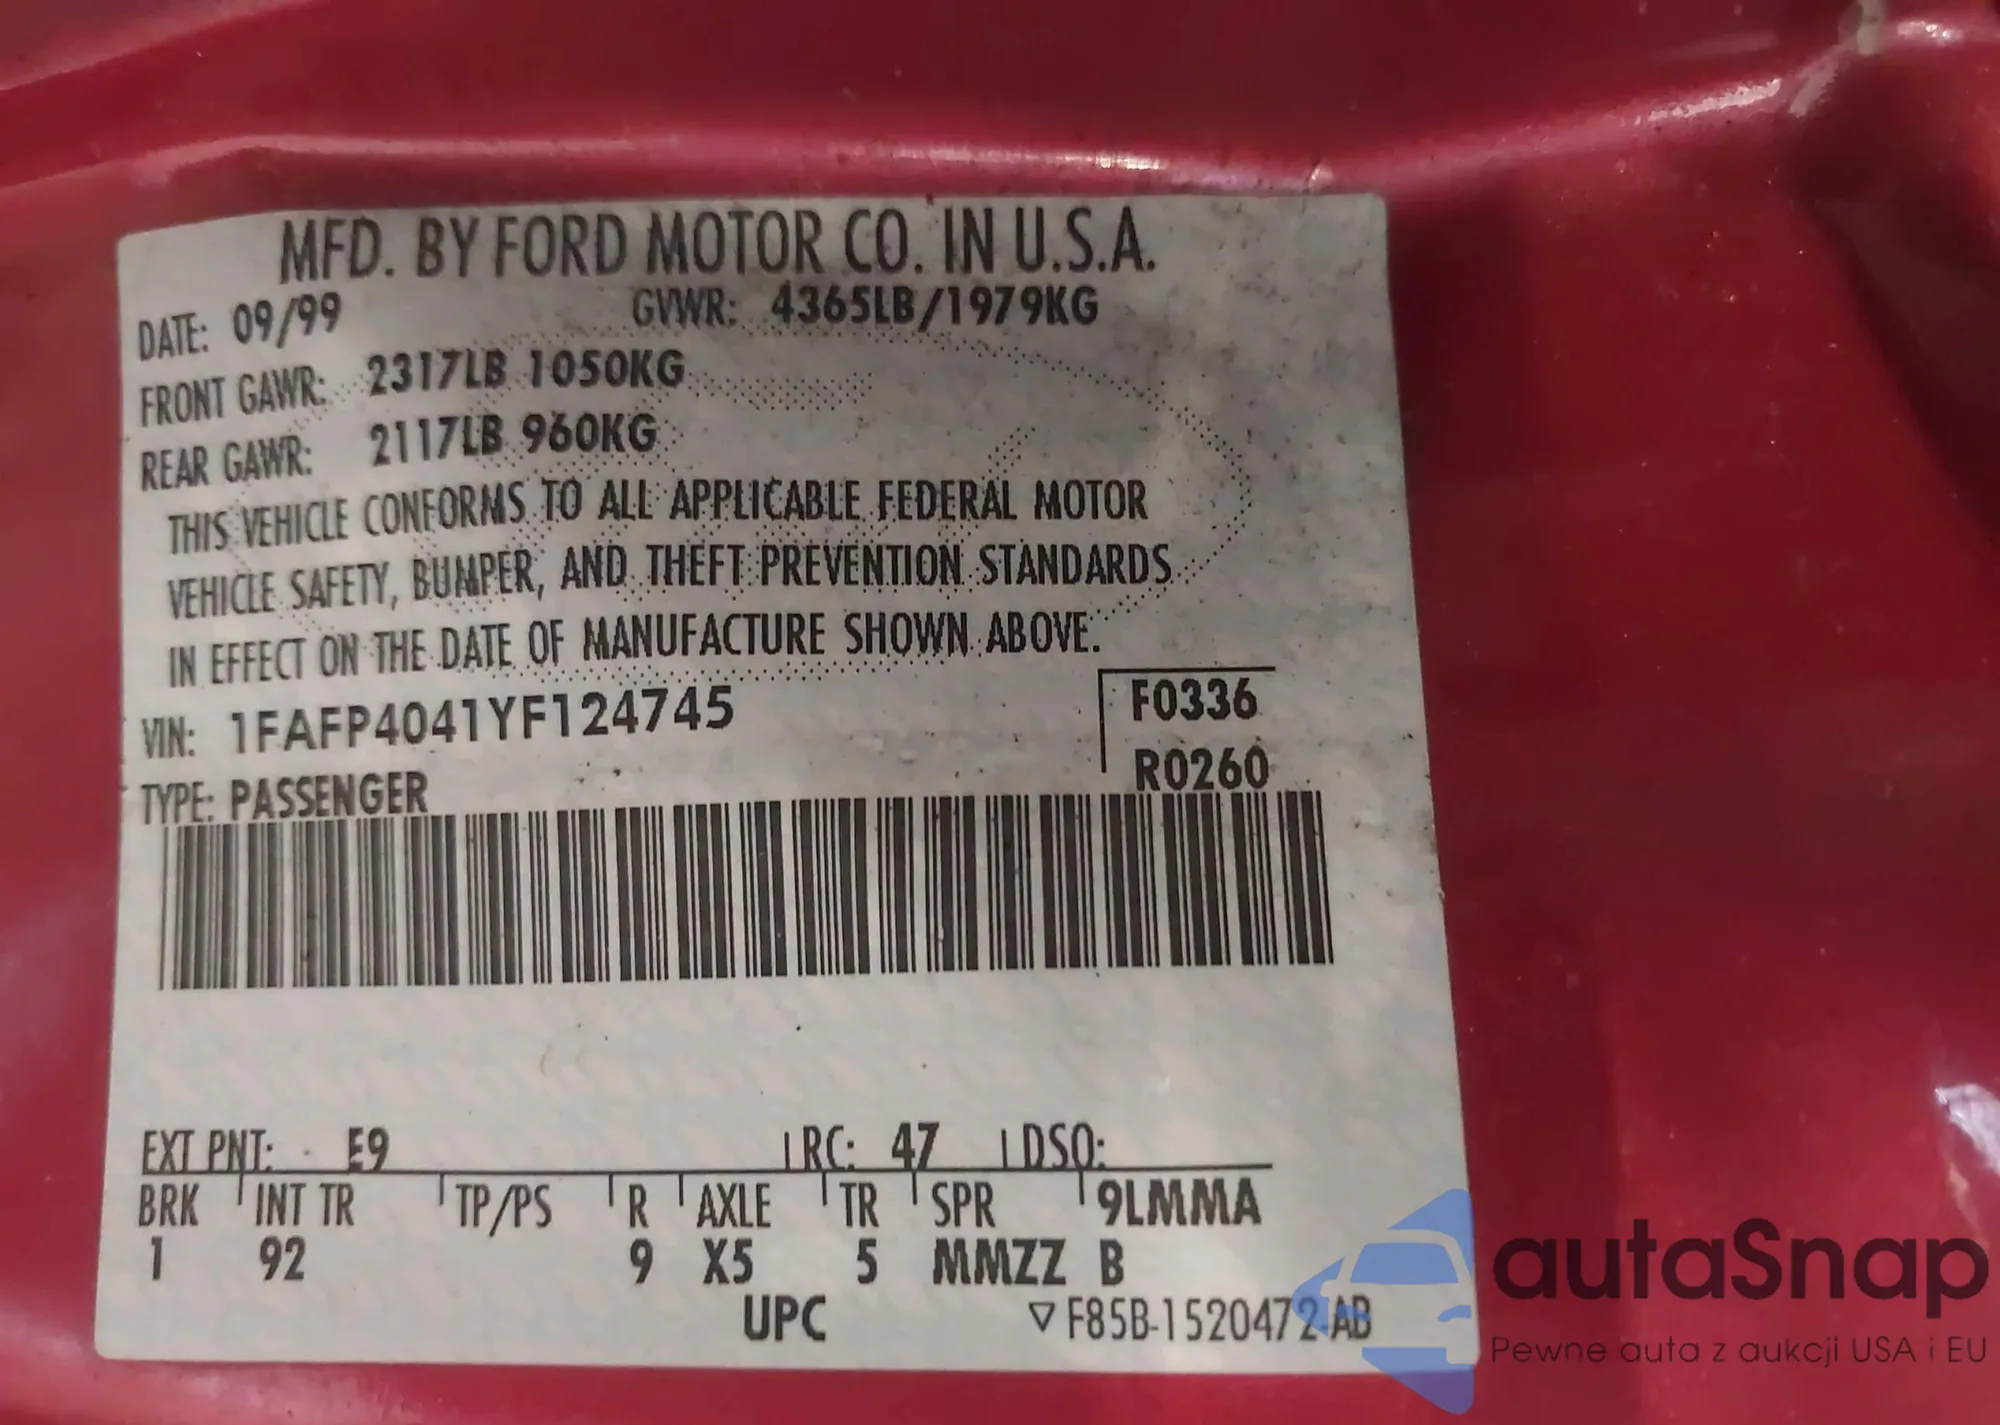 MFD. BY FORD MOTOR CO. IN U.S.A.
DATE: 09/99 GVWR: 4365LB/1979KG
FRONT GAWR: 2317LB 1050KG
REAR GAWR: 2117LB 960KG
THIS VEHICLE CONFORMS TO ALL APPLICABLE FEDERAL MOTOR
VEHICLE SAFETY, BUMPER, AND THEFT PREVENTION STANDARDS
IN EFFECT ON THE DATE OF MANUFACTURE SHOWN ABOVE.
VIN: 1FAFP4041YF124745 F0336
TYPE: PASSENGER R0260
EXT PNT: E9 RC: 47 DSO:
BRK INT TR TP/PS R AXLE TR SPR 9LMMA
1 92 9 X5 5 MMZZ B
UPC ▽ F85B-1520472 AB
autaSnap
Pewne auta z aukcji USA i EU